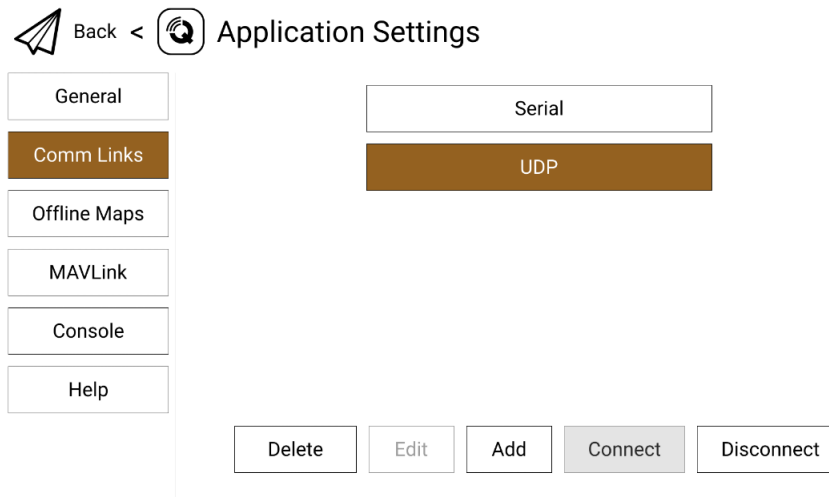 Back < Application Settings
General
Comm Links
Offline Maps
MAVLink
Console
Help
Serial
UDP
Delete Edit Add Connect Disconnect